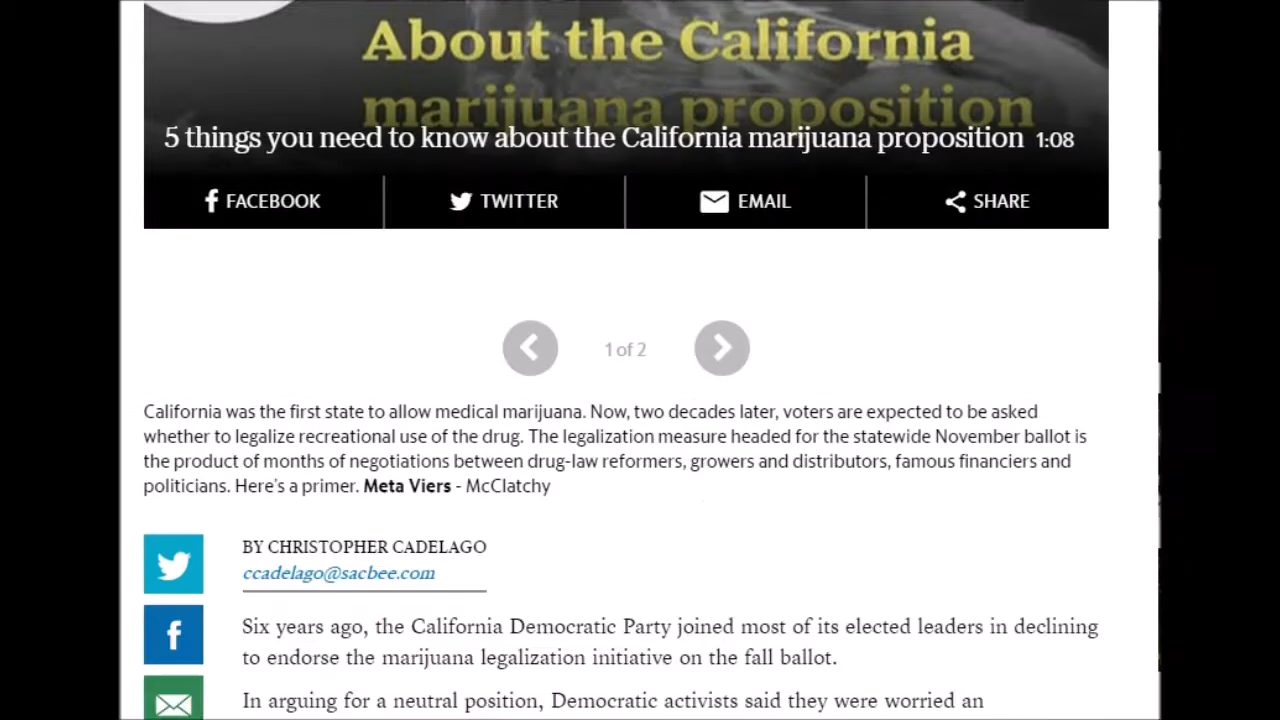 About the California
marijuana proposition
5 things you need to know about the California marijuana proposition 1:08
FACEBOOK TWITTER EMAIL SHARE
1 of 2
California was the first state to allow medical marijuana. Now, two decades later, voters are expected to be asked
whether to legalize recreational use of the drug. The legalization measure headed for the statewide November ballot is
the product of months of negotiations between drug-law reformers, growers and distributors, famous financiers and
politicians. Here's a primer. Meta Viers - McClatchy
BY CHRISTOPHER CADELAGO
ccadelago@sacbee.com
Six years ago, the California Democratic Party joined most of its elected leaders in declining
to endorse the marijuana legalization initiative on the fall ballot.
In arguing for a neutral position, Democratic activists said they were worried an